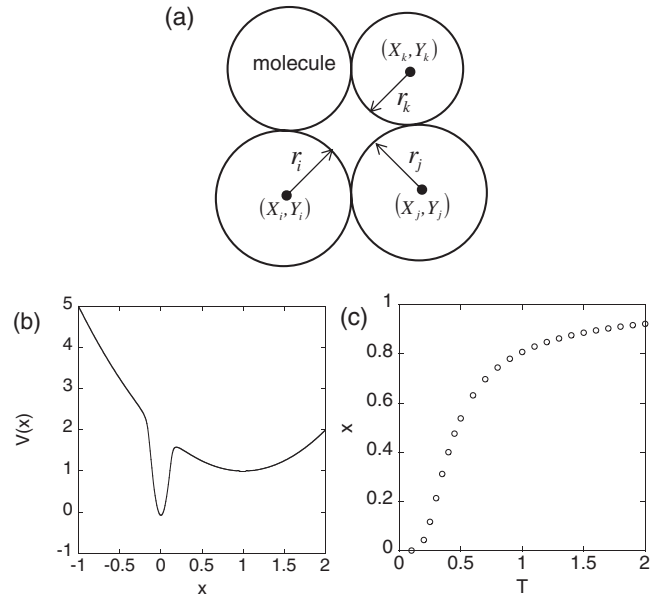 (a)
molecule
(X_k, Y_k)
r_k
r_i
r_j
(X_i, Y_i)
(X_j, Y_j)
(b)
5
4
3
2
1
0
-1
V(x)
-1 -0.5 0 0.5 1 1.5 2
x
(c)
1
0.8
0.6
0.4
0.2
0
x
0 0.5 1 1.5 2
T